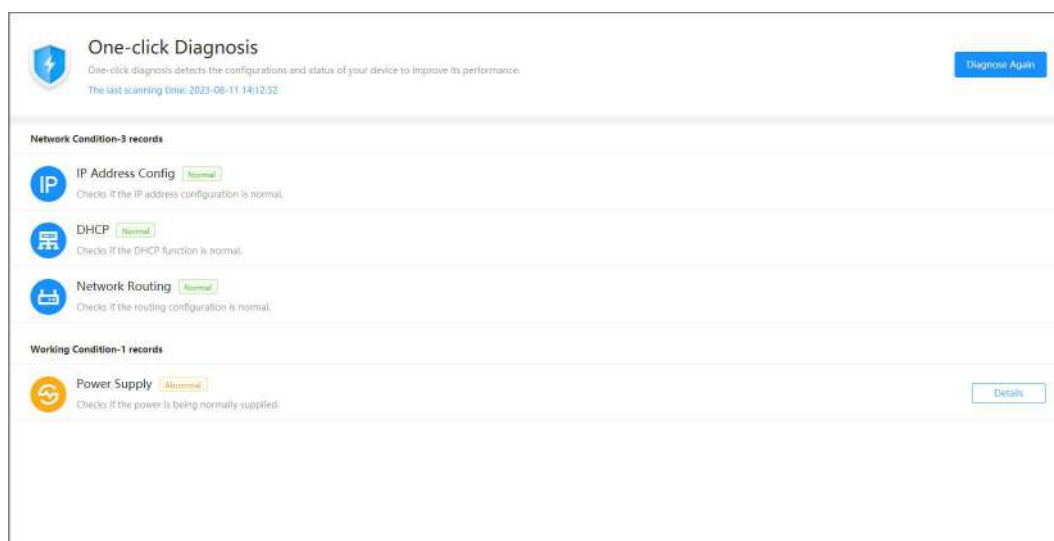 One-click Diagnosis
One-click diagnosis detects the configurations and status of your device to improve its performance.
The last scanning time: 2023-08-11 14:12:52
Diagnose Again
Network Condition-3 records
IP
IP Address Config Normal
Checks if the IP address configuration is normal.
DHCP Normal
Checks if the DHCP function is normal.
Network Routing Normal
Checks if the routing configuration is normal.
Working Condition-1 records
Power Supply Abnormal
Checks if the power is being normally supplied.
Details